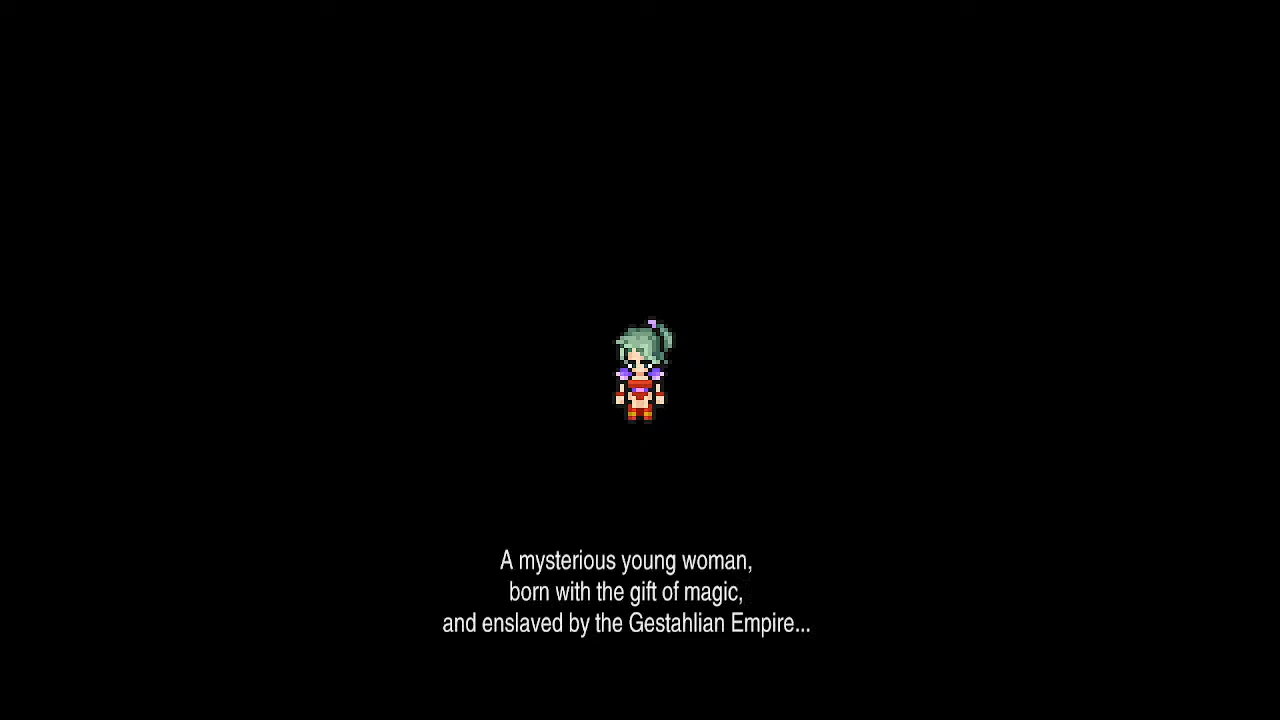 A mysterious young woman,
born with the gift of magic,
and enslaved by the Gestahlian Empire...